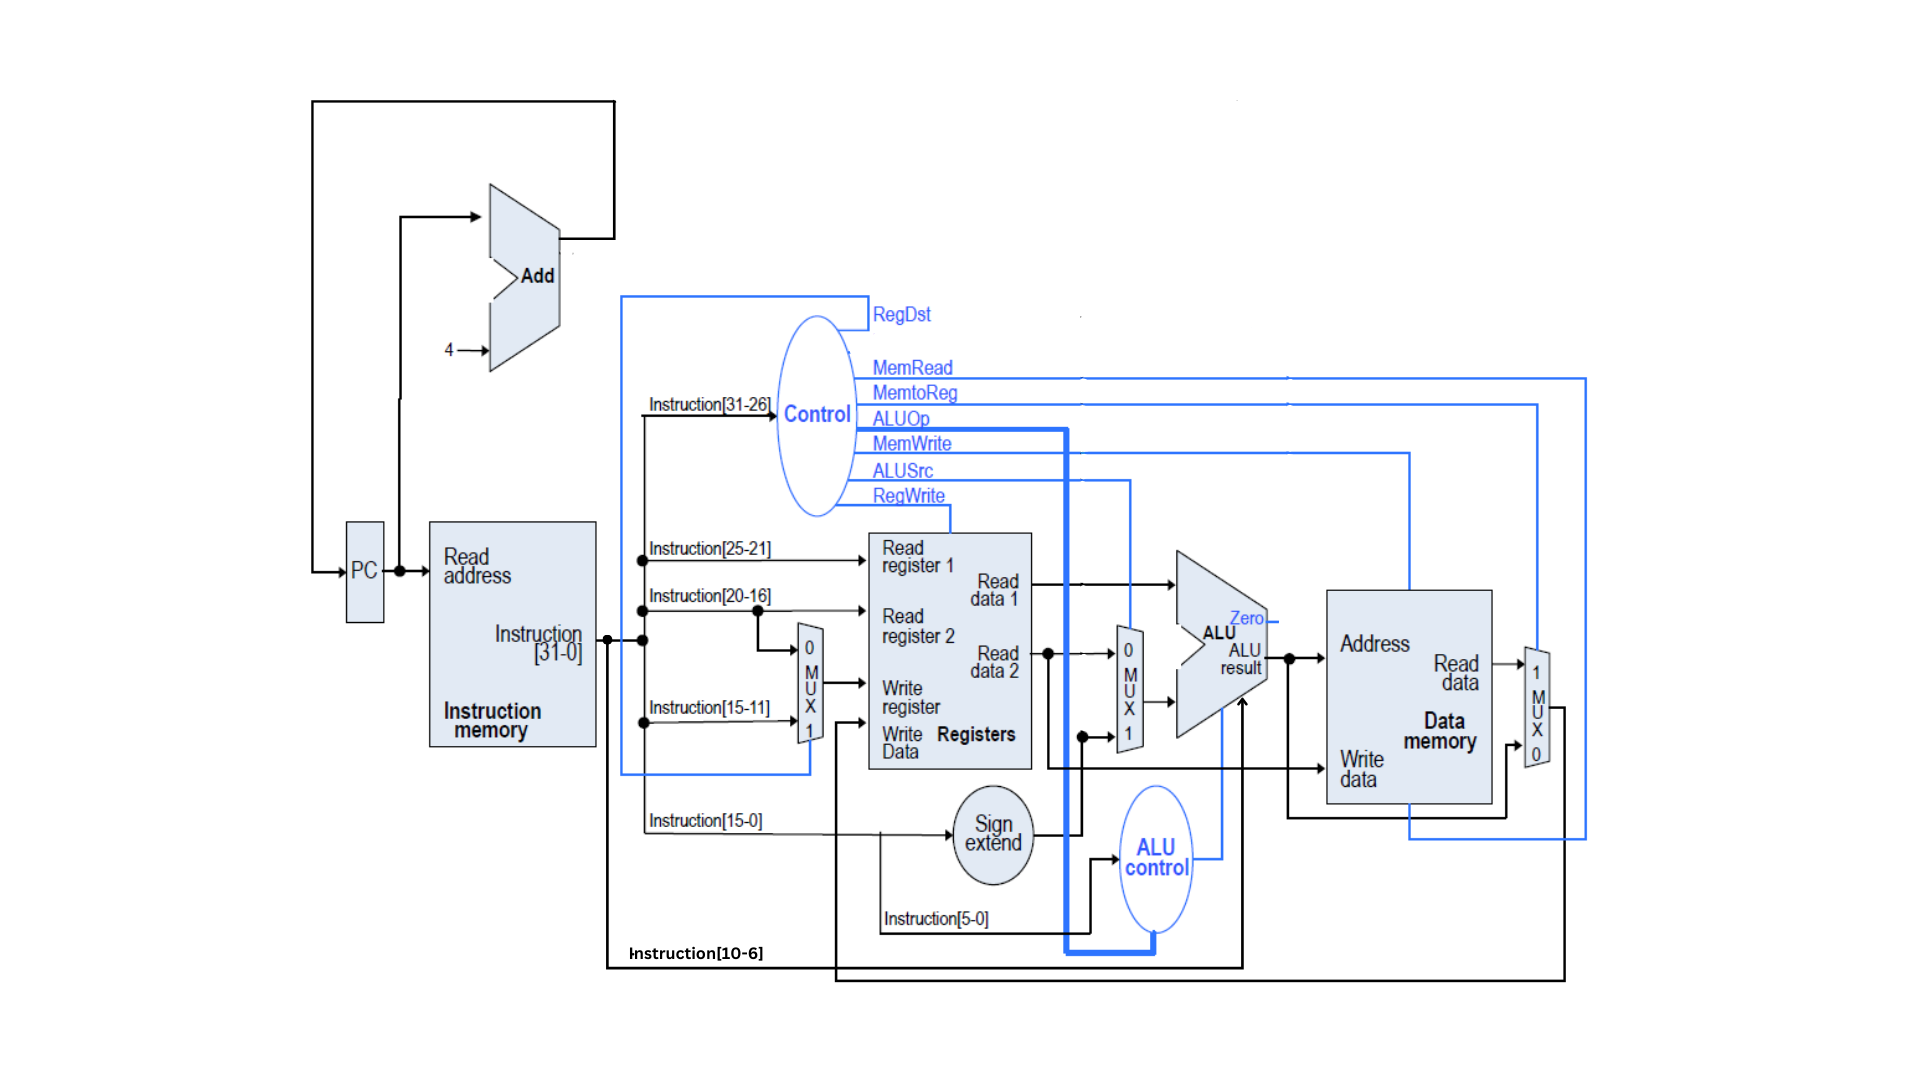 Add
4
RegDst
MemRead
MemtoReg
ALUOp
MemWrite
ALUSrc
RegWrite
Control
Instruction[31-26]
PC
Read
address
Instruction
[31-0]
Instruction
memory
Instruction[25-21]
Instruction[20-16]
Instruction[15-11]
Instruction[15-0]
Instruction[5-0]
Instruction[10-6]
0
M
U
X
1
Read
register 1
Read
register 2
Write
register
Write
Data
Registers
Read
data 1
Read
data 2
Sign
extend
0
M
U
X
1
Zero
ALU
ALU
result
ALU
control
Address
Read
data
Data
memory
Write
data
1
M
U
X
0